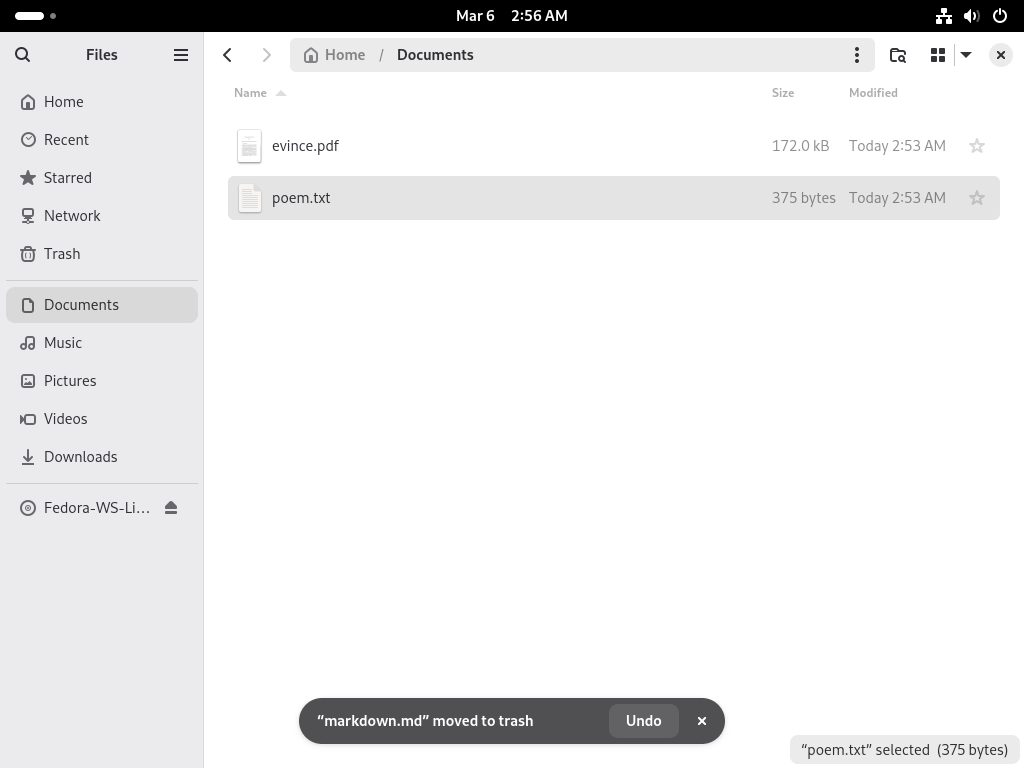 Mar 6 2:56 AM
Files
Home / Documents
Home
Recent
Starred
Network
Trash
Documents
Music
Pictures
Videos
Downloads
Fedora-WS-Li...
Name Size Modified
evince.pdf 172.0 kB Today 2:53 AM
poem.txt 375 bytes Today 2:53 AM
“markdown.md” moved to trash Undo
“poem.txt” selected (375 bytes)